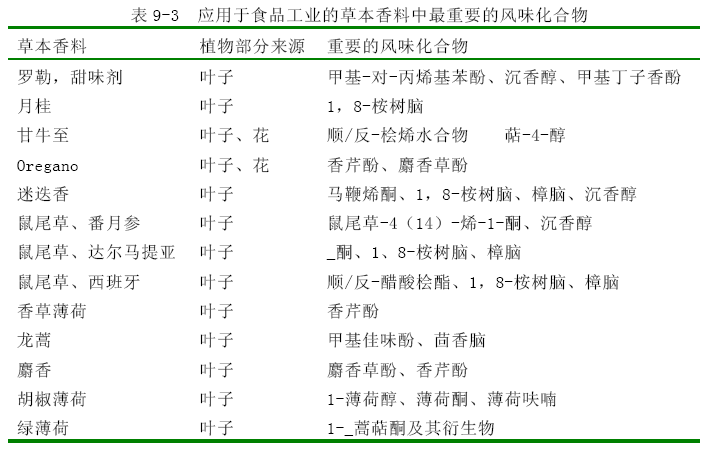 表 9-3 应用于食品工业的草本香料中最重要的风味化合物
草本香料 植物部分来源 重要的风味化合物
罗勒，甜味剂 叶子 甲基-对-丙烯基苯酚、沉香醇、甲基丁子香酚
月桂 叶子 1，8-桉树脑
甘牛至 叶子、花 顺/反-桧烯水合物 萜-4-醇
Oregano 叶子、花 香芹酚、麝香草酚
迷迭香 叶子 马鞭烯酮、1，8-桉树脑、樟脑、沉香醇
鼠尾草、番月参 叶子 鼠尾草-4（14）-烯-1-酮、沉香醇
鼠尾草、达尔马提亚 叶子 _酮、1、8-桉树脑、樟脑
鼠尾草、西班牙 叶子 顺/反-醋酸桧酯、1，8-桉树脑、樟脑
香草薄荷 叶子 香芹酚
龙蒿 叶子 甲基佳味酚、茴香脑
麝香 叶子 麝香草酚、香芹酚
胡椒薄荷 叶子 1-薄荷醇、薄荷酮、薄荷呋喃
绿薄荷 叶子 1-_蒿萜酮及其衍生物